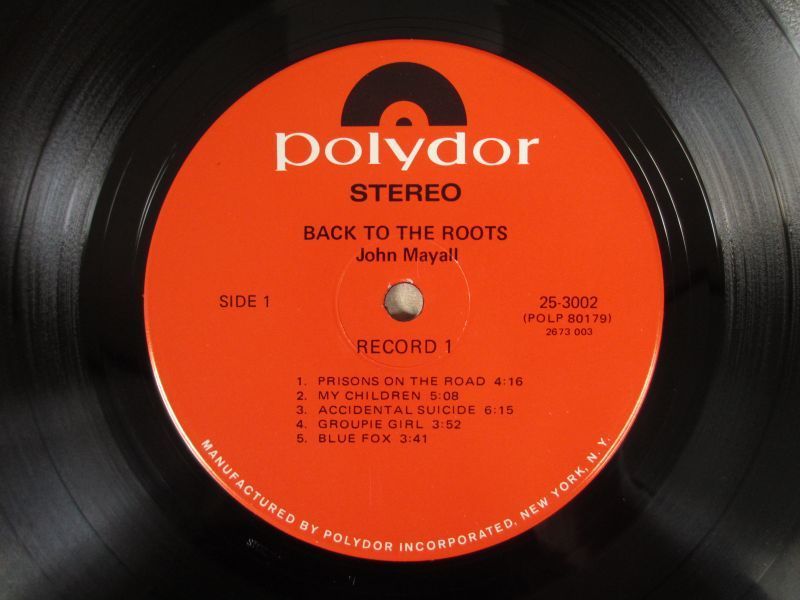 polydor
STEREO
BACK TO THE ROOTS
John Mayall
SIDE 1
25-3002
(POLP 80179)
2673 003
RECORD 1
1. PRISONS ON THE ROAD 4:16
2. MY CHILDREN 5:08
3. ACCIDENTAL SUICIDE 6:15
4. GROUPIE GIRL 3:52
5. BLUE FOX 3:41
MANUFACTURED BY POLYDOR INCORPORATED, NEW YORK, N. Y.